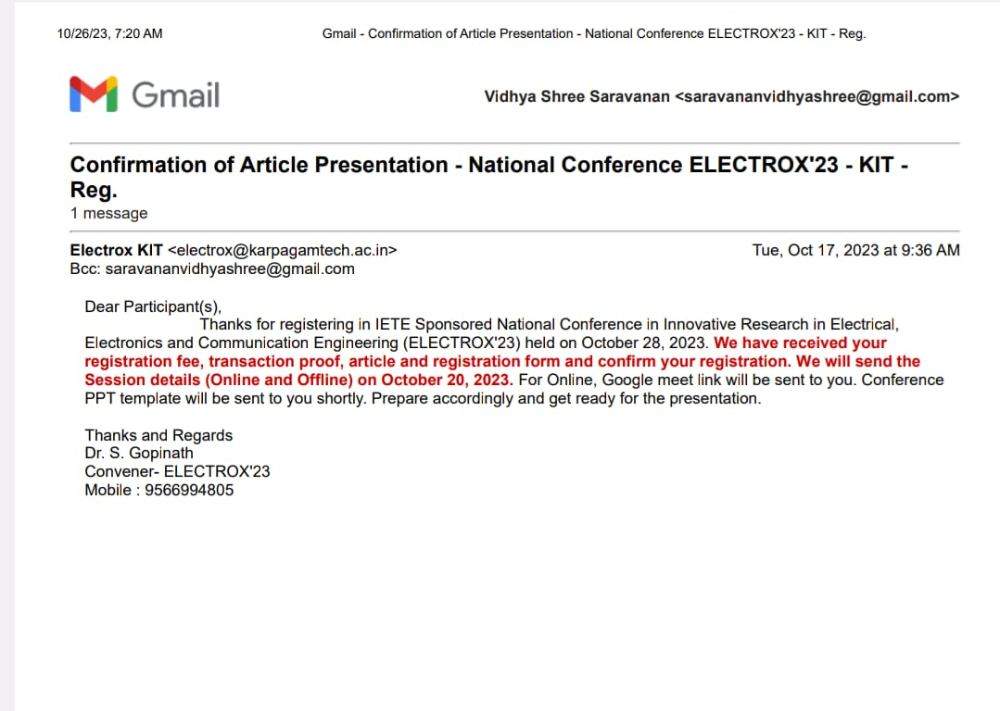 10/26/23, 7:20 AM Gmail - Confirmation of Article Presentation - National Conference ELECTROX'23 - KIT - Reg.
Gmail Vidhya Shree Saravanan <saravananvidhyashree@gmail.com>
Confirmation of Article Presentation - National Conference ELECTROX'23 - KIT -
Reg.
1 message
Electrox KIT <electrox@karpagamtech.ac.in> Tue, Oct 17, 2023 at 9:36 AM
Bcc: saravananvidhyashree@gmail.com
Dear Participant(s),
Thanks for registering in IETE Sponsored National Conference in Innovative Research in Electrical,
Electronics and Communication Engineering (ELECTROX'23) held on October 28, 2023. We have received your
registration fee, transaction proof, article and registration form and confirm your registration. We will send the
Session details (Online and Offline) on October 20, 2023. For Online, Google meet link will be sent to you. Conference
PPT template will be sent to you shortly. Prepare accordingly and get ready for the presentation.
Thanks and Regards
Dr. S. Gopinath
Convener- ELECTROX'23
Mobile : 9566994805